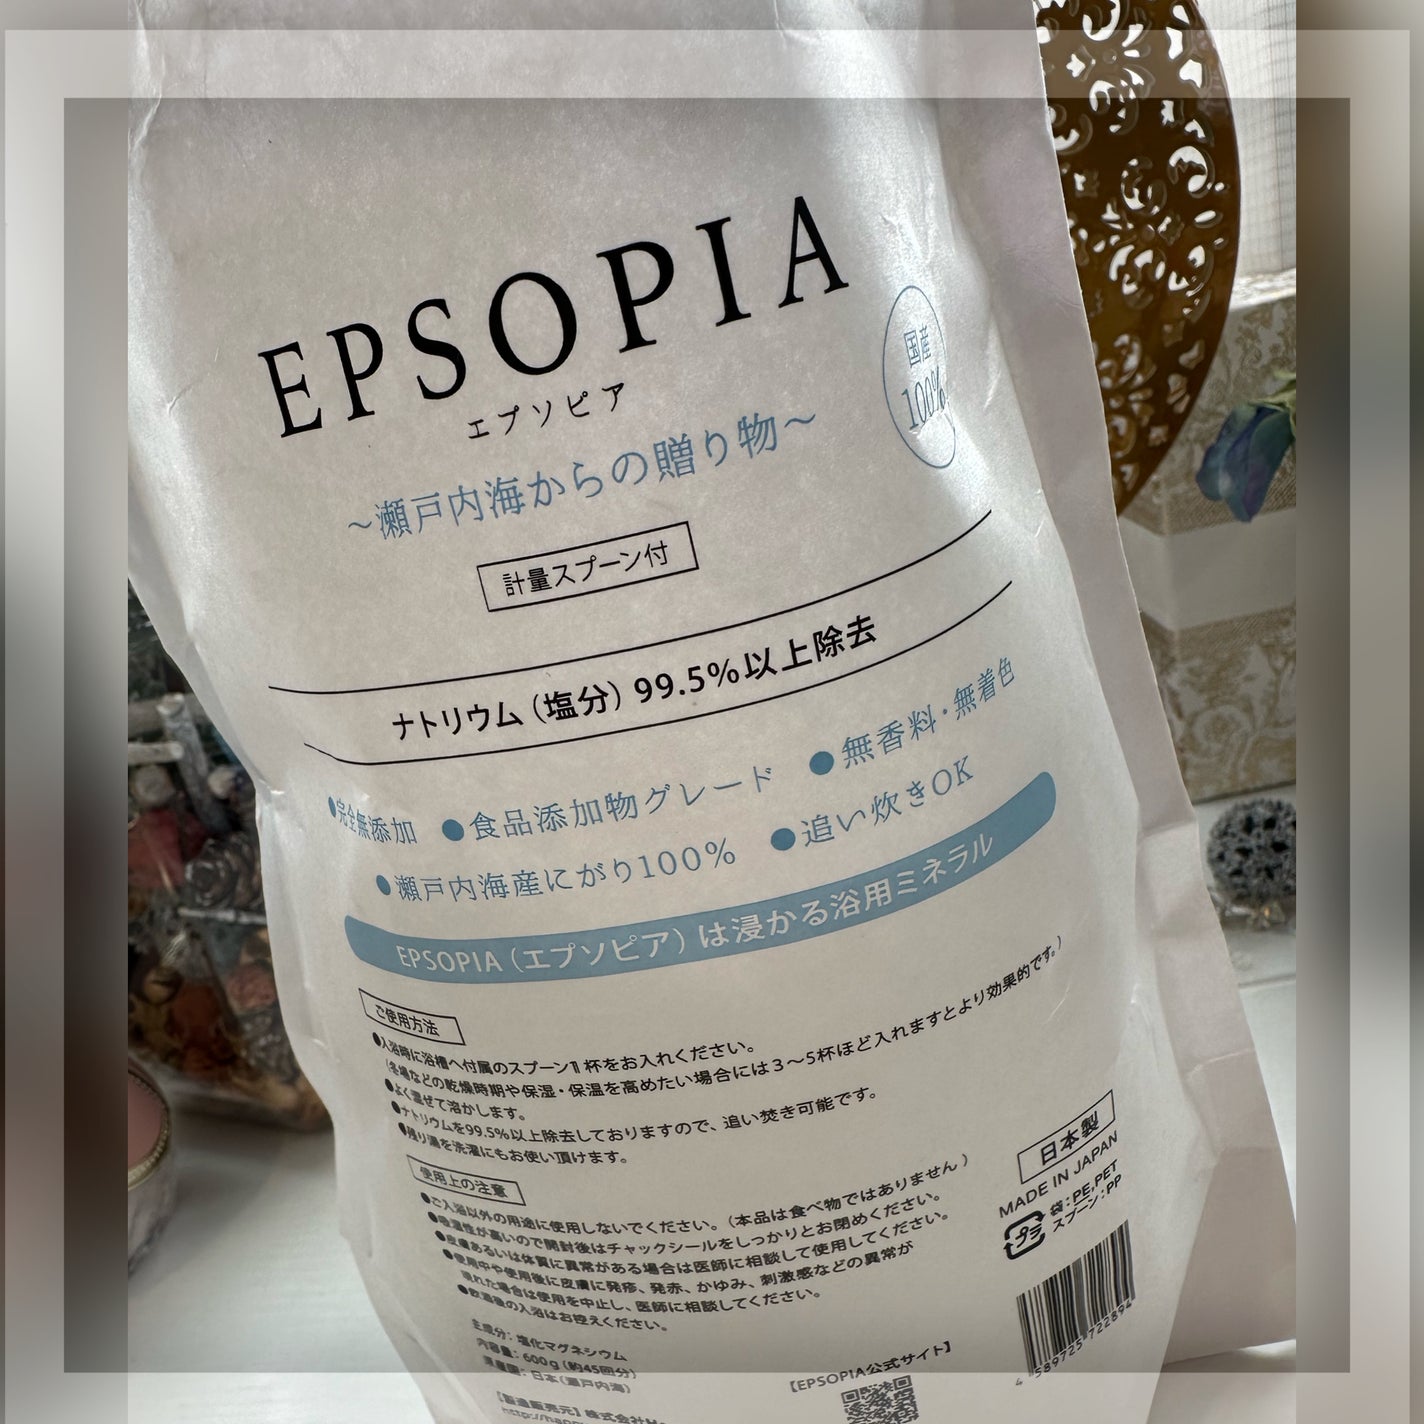 EPSOPIA
エプソピア
~瀬戸内海からの贈り物~
国産
100%
計量スプーン付
ナトリウム（塩分）99.5%以上除去
●完全無添加 ●食品添加物グレード ●無香料・無着色
●瀬戸内海産にがり100% ●追い炊きOK
EPSOPIA（エプソピア）は浸かる浴用ミネラル
ご使用方法
●入浴時に浴槽へ付属のスプーン1杯をお入れください。
(冬場などの乾燥時期や保湿・保温を高めたい場合には3〜5杯ほど入れますとより効果的です。)
●よく混ぜて溶かします。
●ナトリウムを99.5%以上除去しておりますので、追い焚き可能です。
●残り湯を洗濯にもお使い頂けます。
使用上の注意
●ご入浴以外の用途に使用しないでください。（本品は食べ物ではありません）
●吸湿性が高いので開封後はチャックシールをしっかりとお閉めください。
●皮膚あるいは体質に異常がある場合は医師に相談して使用してください。
●使用中や使用後に皮膚に発疹、発赤、かゆみ、刺激感などの異常が
現れた場合は使用を中止し、医師に相談してください。
●飲酒後の入浴はお控えください。
主成分：塩化マグネシウム
内容量：600g（約45回分）
原産国：日本（瀬戸内海）
【製造販売元】株式会社
日本製
MADE IN JAPAN
プラ
袋：PE,PET
スプーン：PP
4 589725 722894
【EPSOPIA公式サイト】